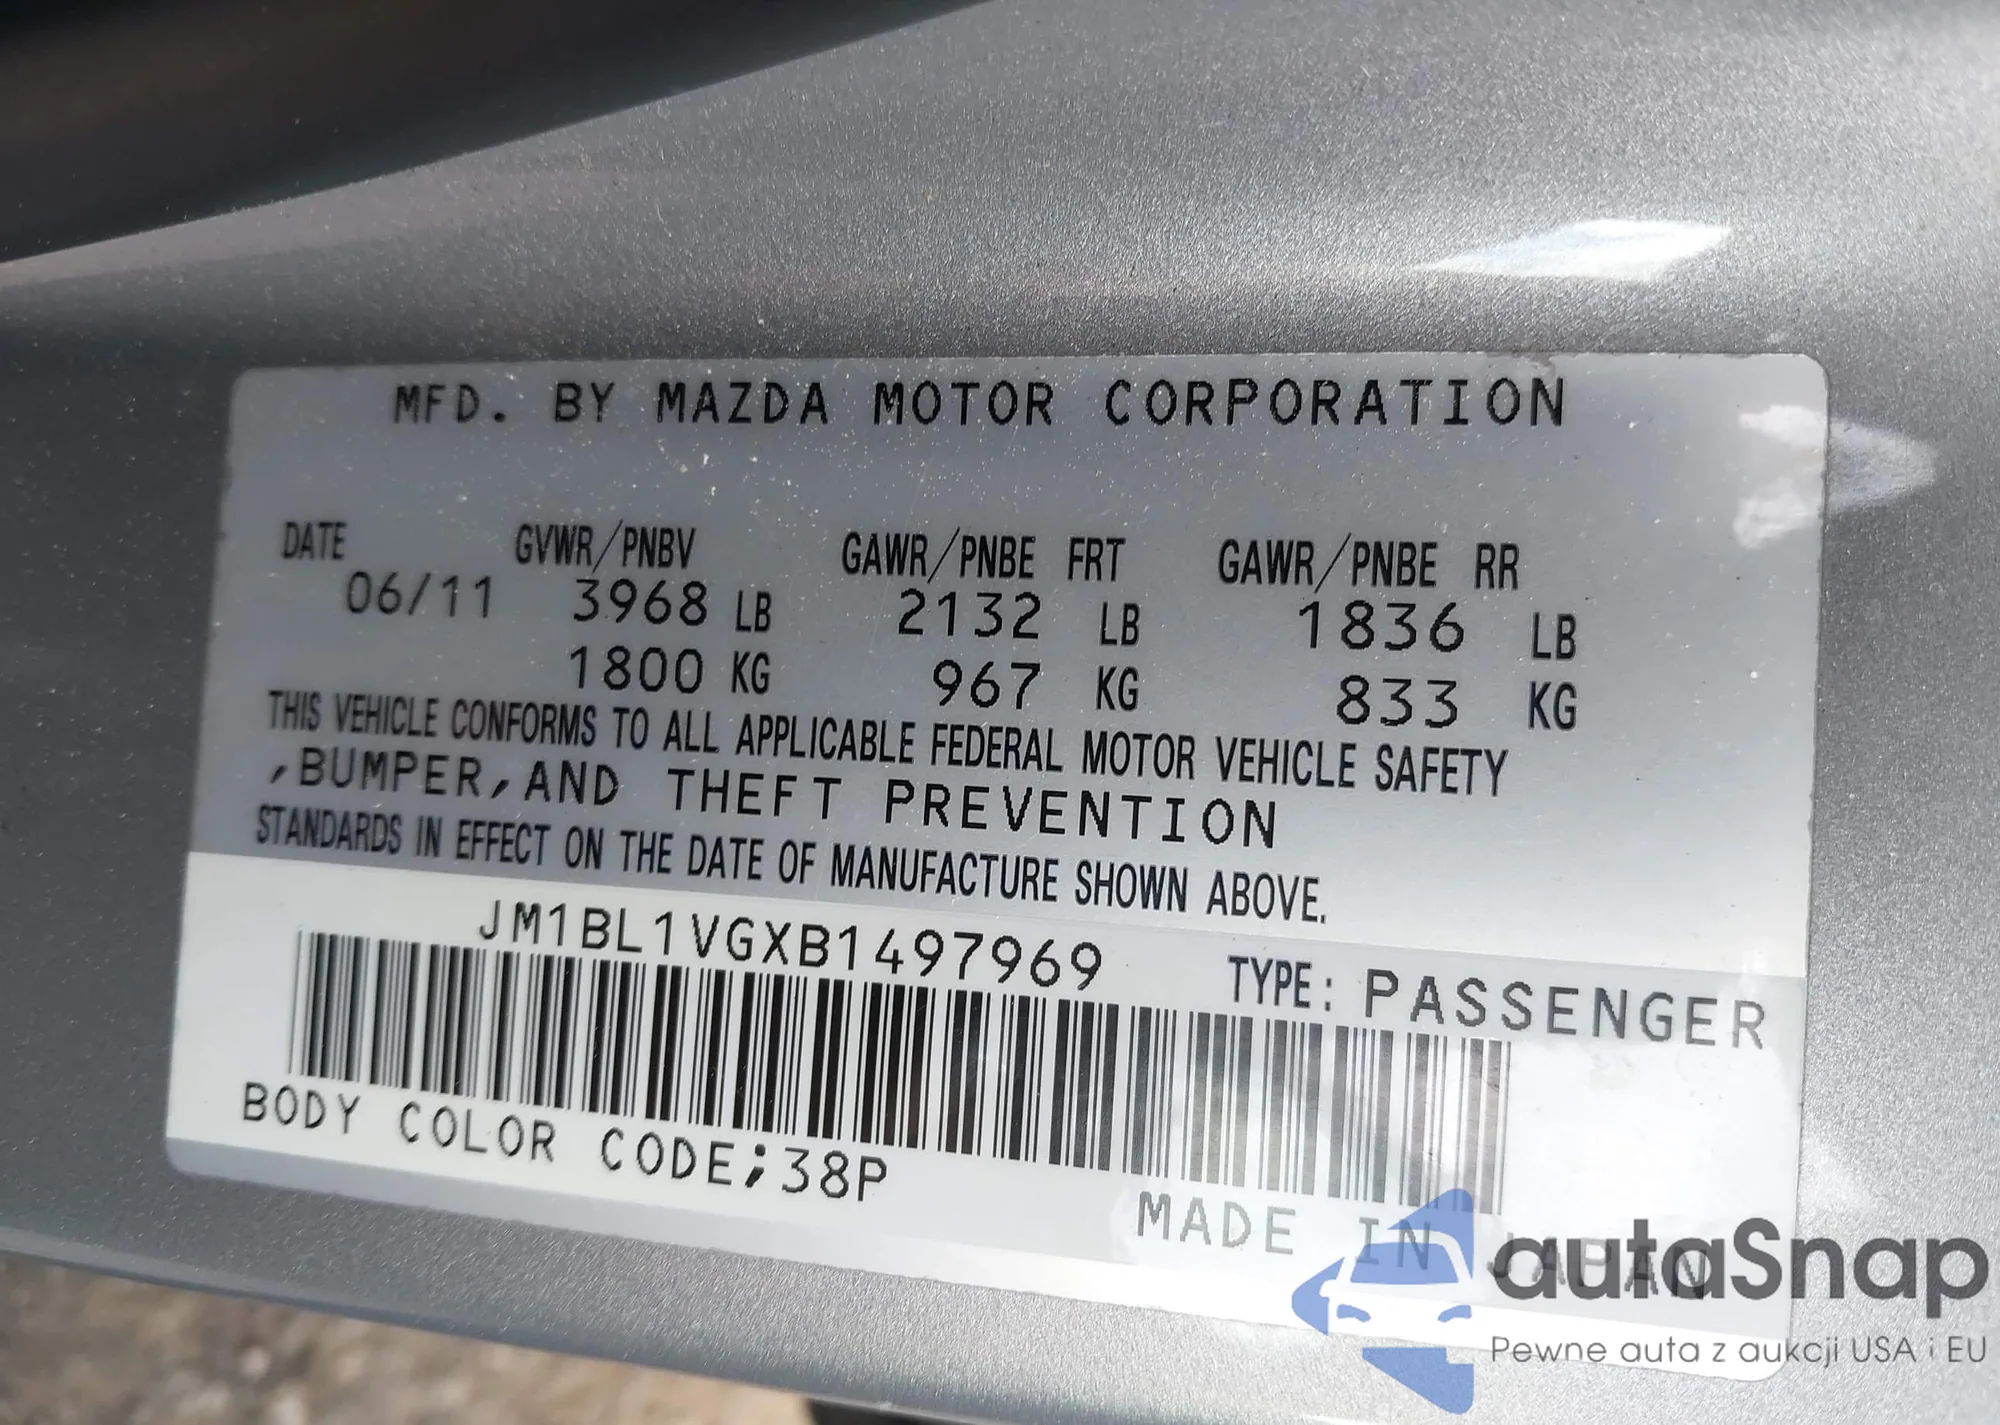 MFD. BY MAZDA MOTOR CORPORATION
DATE GVWR/PNBV GAWR/PNBE FRT GAWR/PNBE RR
06/11 3968 LB 2132 LB 1836 LB
1800 KG 967 KG 833 KG
THIS VEHICLE CONFORMS TO ALL APPLICABLE FEDERAL MOTOR VEHICLE SAFETY
,BUMPER,AND THEFT PREVENTION
STANDARDS IN EFFECT ON THE DATE OF MANUFACTURE SHOWN ABOVE.
JM1BL1VGXB1497969 TYPE: PASSENGER
BODY COLOR CODE;38P
MADE IN JAPAN
autaSnap
Pewne auta z aukcji USA i EU